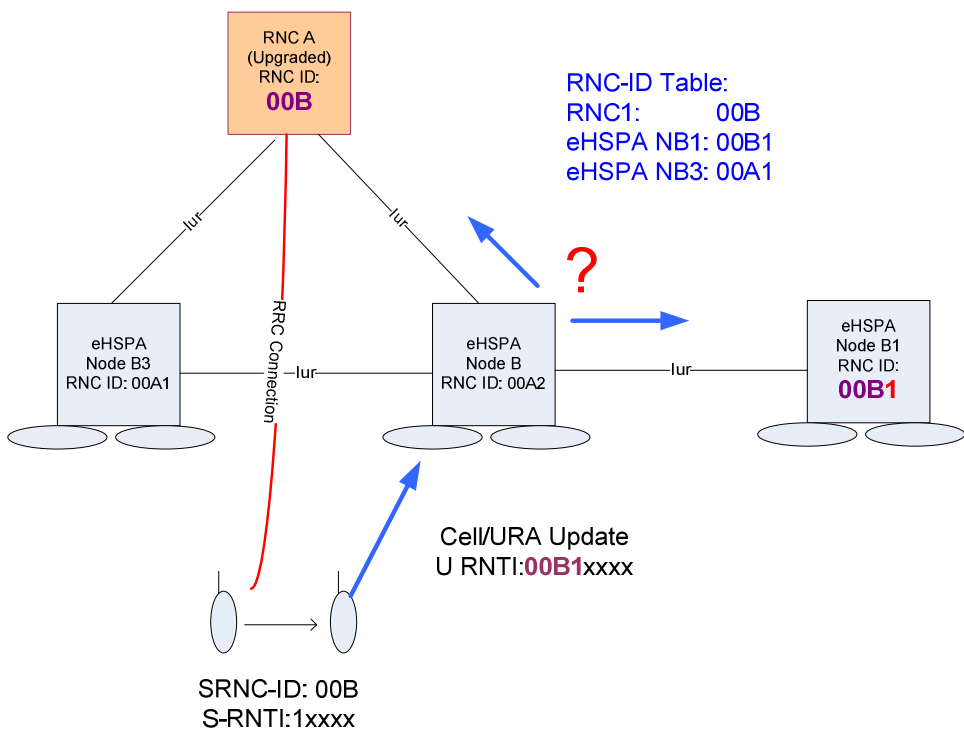 RNC A
(Upgraded)
RNC ID:
00B
RNC-ID Table:
RNC1: 00B
eHSPA NB1: 00B1
eHSPA NB3: 00A1
Iur
Iur
?
RRC Connection
eHSPA
Node B3
RNC ID: 00A1
Iur
eHSPA
Node B
RNC ID: 00A2
Iur
eHSPA
Node B1
RNC ID:
00B1
Cell/URA Update
U RNTI:00B1xxxx
SRNC-ID: 00B
S-RNTI:1xxxx